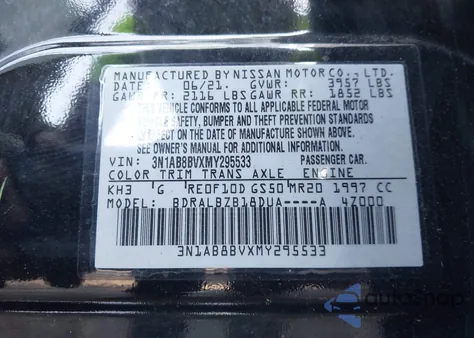 MANUFACTURED BY NISSAN MOTOR CO., LTD.
DATE 06/21. GVWR: 3957 LBS
GAWR FR: 2116 LBS GAWR RR: 1852 LBS
THIS VEHICLE CONFORMS TO ALL APPLICABLE FEDERAL MOTOR
VEHICLE SAFETY, BUMPER AND THEFT PREVENTION STANDARDS
IN EFFECT ON THE DATE OF MANUFACTURE SHOWN ABOVE.
SEE OWNER'S MANUAL FOR ADDITIONAL INFORMATION.
VIN: 3N1AB8BVXMY295533 PASSENGER CAR.
COLOR TRIM TRANS AXLE ENGINE
KH3 G RE0F10D GS50 MR20 1997 CC
MODEL: BDRALBZB18DUA----A 47000
3N1AB8BVXMY295533